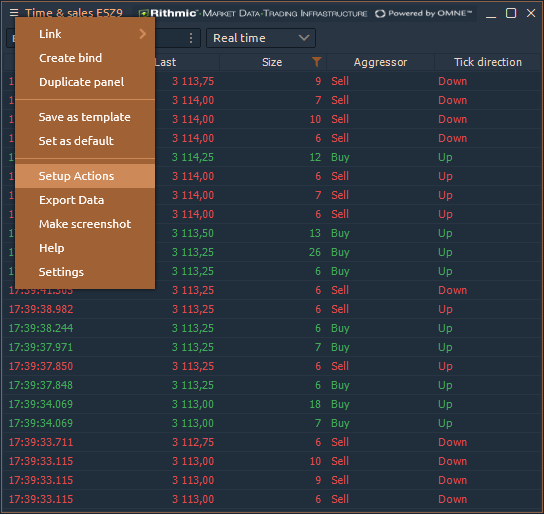 Time & sales ESZ9 Rithmic - Market Data-Trading Infrastructure Powered by OMNE™
Real time
Link
Create bind
Duplicate panel
Save as template
Set as default
Setup Actions
Export Data
Make screenshot
Help
Settings
Last Size Aggressor Tick direction
3 113,75 9 Sell Down
3 114,00 7 Sell Down
3 114,00 10 Sell Down
3 114,00 6 Sell Down
3 114,25 12 Buy Up
3 114,00 6 Sell Up
3 114,00 7 Sell Up
3 114,00 6 Sell Up
3 113,50 13 Buy Up
3 113,25 26 Buy Up
3 113,25 6 Buy Up
3 113,00 6 Sell Down
17:39:38.982 3 113,25 6 Sell Up
17:39:38.244 3 113,25 6 Buy Up
17:39:37.971 3 113,25 7 Buy Up
17:39:37.850 3 113,25 6 Sell Up
17:39:37.848 3 113,25 6 Buy Up
17:39:34.069 3 113,00 18 Buy Up
17:39:34.069 3 113,00 7 Buy Up
17:39:33.711 3 112,75 6 Sell Down
17:39:33.115 3 113,00 10 Sell Down
17:39:33.115 3 113,00 9 Sell Down
17:39:33.115 3 113,00 6 Sell Down